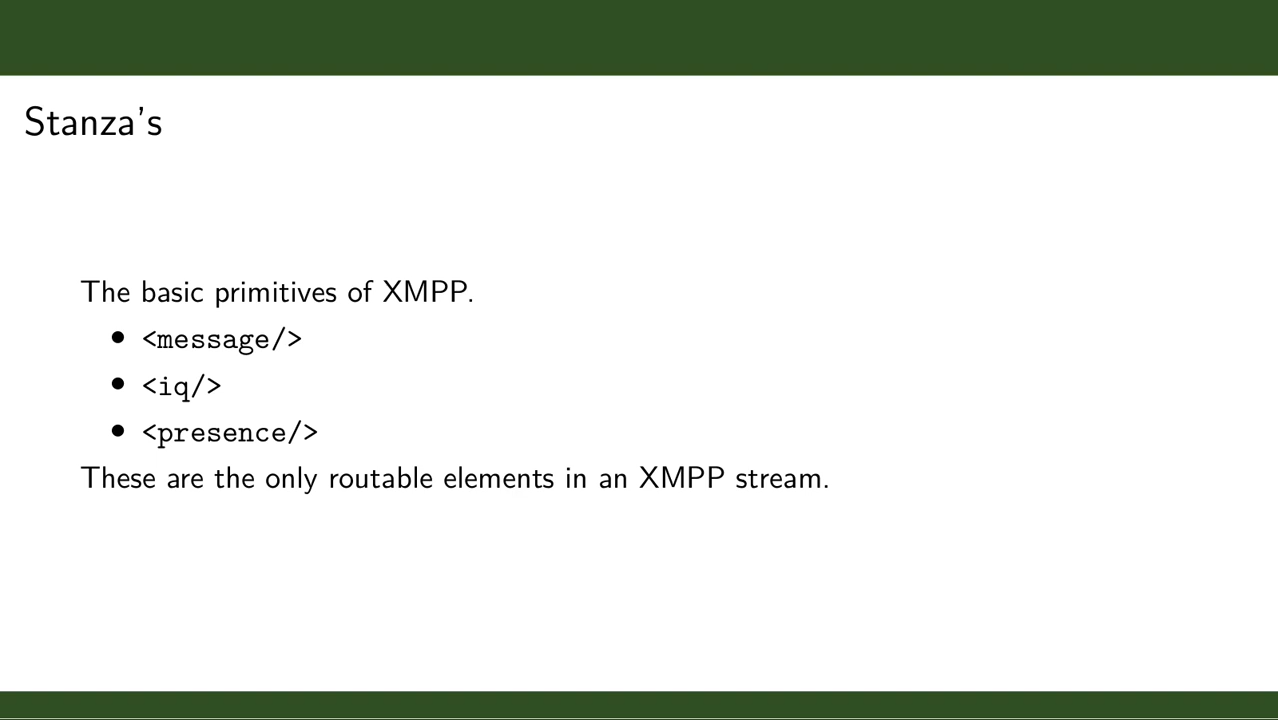 Stanza's
The basic primitives of XMPP.
• <message/>
• <iq/>
• <presence/>
These are the only routable elements in an XMPP stream.